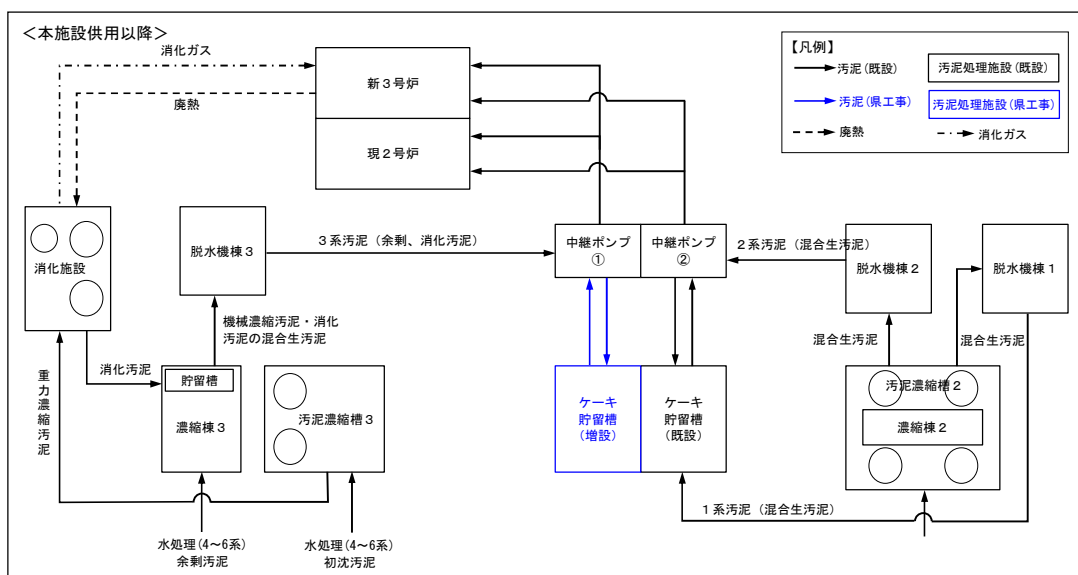 ＜本施設供用以降＞
消化ガス
廃熱
新３号炉
現２号炉
【凡例】
汚泥(既設)
汚泥処理施設(既設)
汚泥(県工事)
汚泥処理施設(県工事)
廃熱
消化ガス
消化施設
脱水機棟３
３系汚泥（余剰、消化汚泥）
中継ポンプ
①
中継ポンプ
②
２系汚泥（混合生汚泥）
脱水機棟２
脱水機棟１
機械濃縮汚泥・消化
汚泥の混合生汚泥
混合生汚泥
混合生汚泥
重力濃縮汚泥
消化汚泥
貯留槽
濃縮棟３
汚泥濃縮槽３
ケーキ
貯留槽
（増設）
ケーキ
貯留槽
（既設）
汚泥濃縮槽２
濃縮棟２
１系汚泥（混合生汚泥）
水処理(4～6系)
余剰汚泥
水処理(4～6系)
初沈汚泥